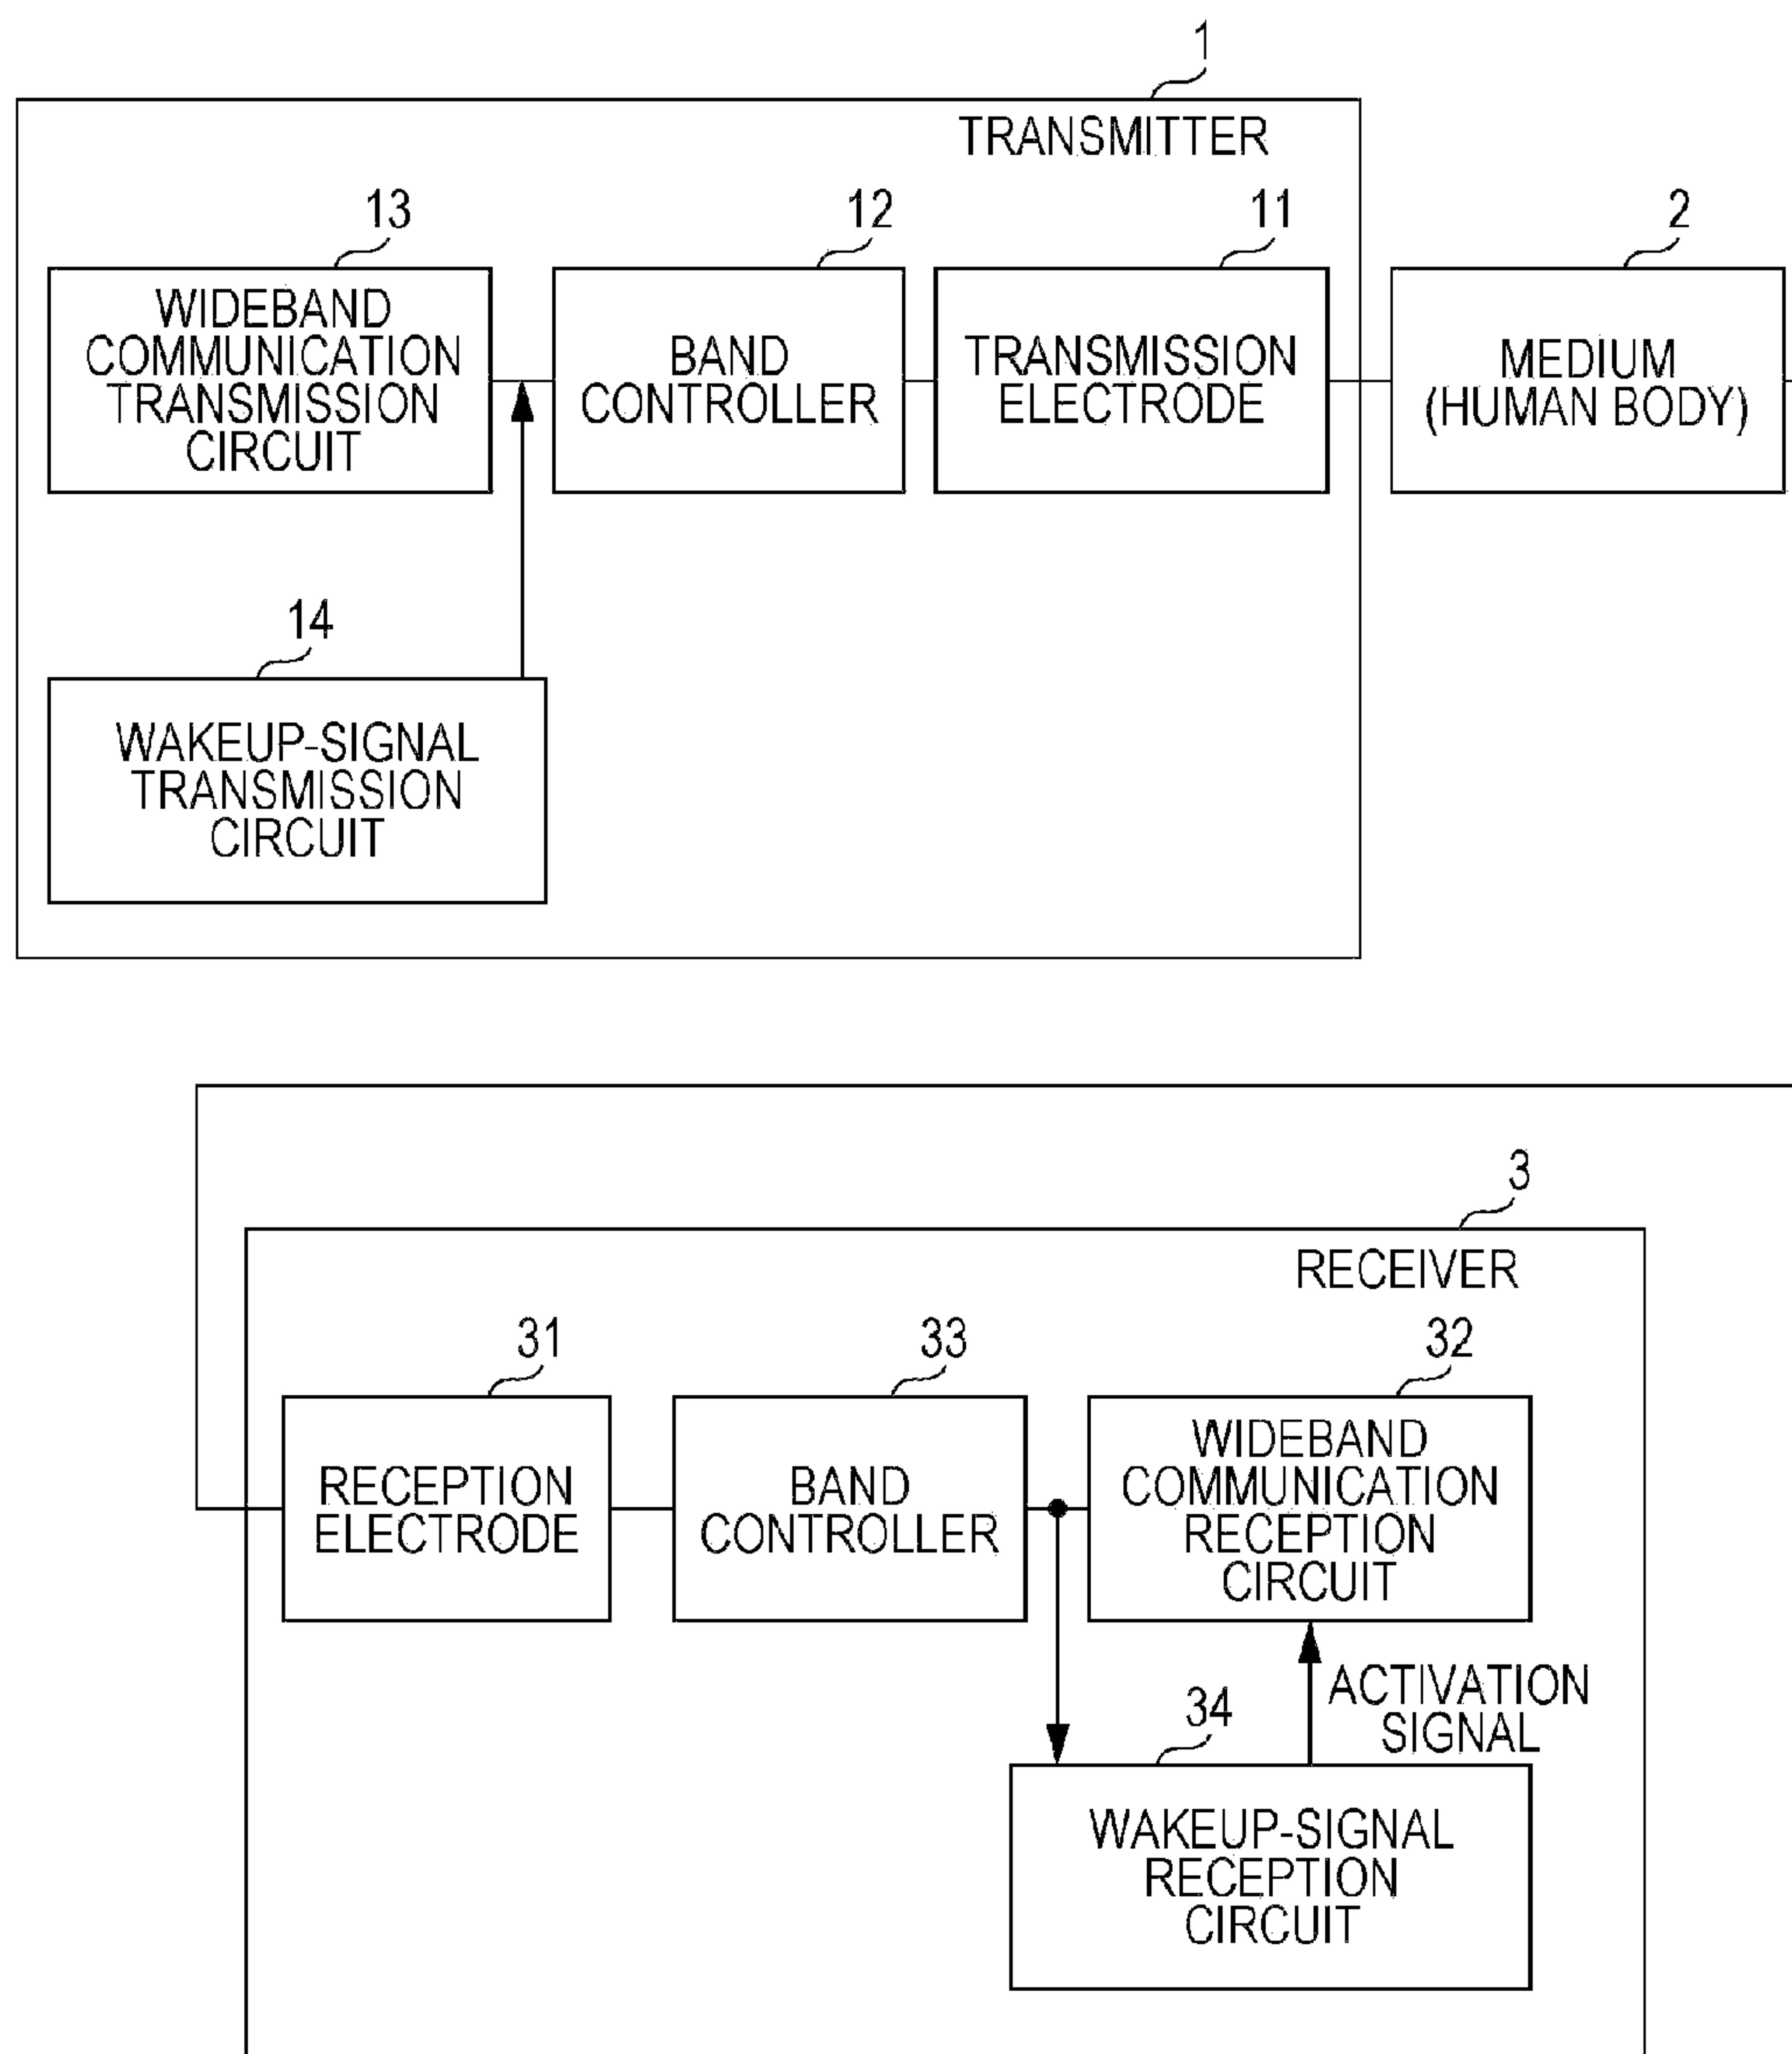 1
TRANSMITTER
13
12
11
2
WIDEBAND
COMMUNICATION
TRANSMISSION
CIRCUIT
BAND
CONTROLLER
TRANSMISSION
ELECTRODE
MEDIUM
(HUMAN BODY)
14
WAKEUP-SIGNAL
TRANSMISSION
CIRCUIT
3
RECEIVER
31
33
32
RECEPTION
ELECTRODE
BAND
CONTROLLER
WIDEBAND
COMMUNICATION
RECEPTION
CIRCUIT
ACTIVATION
SIGNAL
34
WAKEUP-SIGNAL
RECEPTION
CIRCUIT